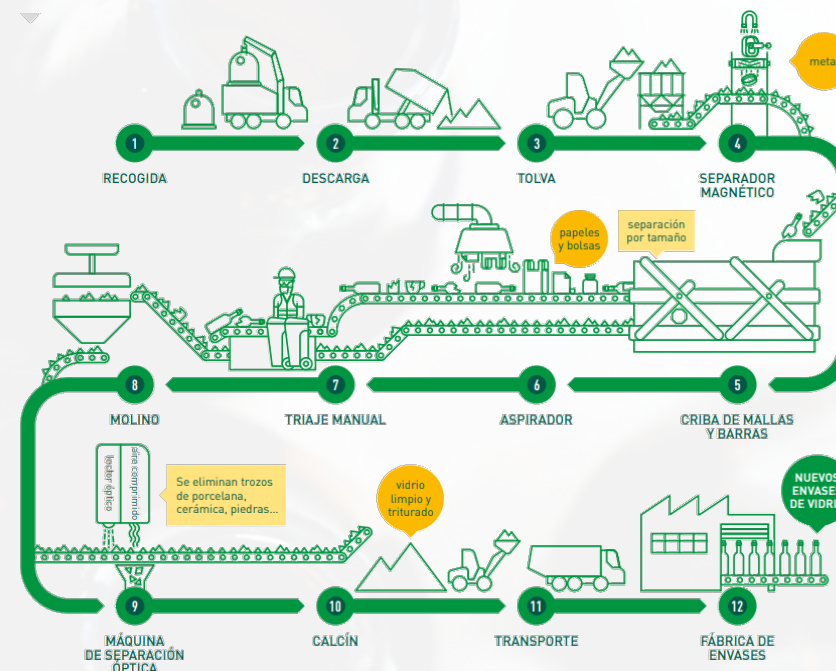 meta
1
2
3
4
RECOGIDA
DESCARGA
TOLVA
SEPARADOR
MAGNÉTICO
papeles
y bolsas
separación
por tamaño
8
7
6
5
MOLINO
TRIAJE MANUAL
ASPIRADOR
CRIBA DE MALLAS
Y BARRAS
lector óptico
aire comprimido
Se eliminan trozos
de porcelana,
cerámica, piedras...
vidrio
limpio y
triturado
NUEVOS
ENVASES
DE VIDRI
9
10
11
12
MÁQUINA
DE SEPARACIÓN
ÓPTICA
CALCÍN
TRANSPORTE
FÁBRICA DE
ENVASES